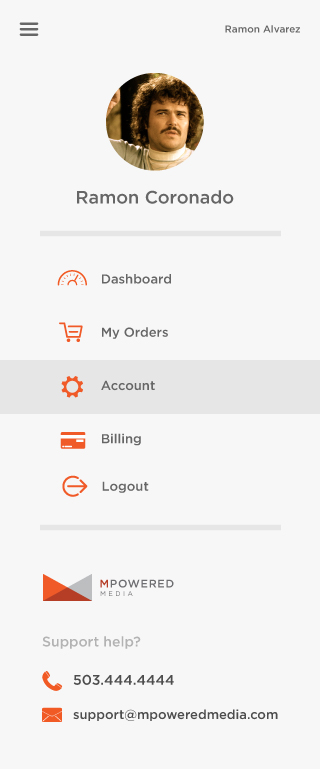 Ramon Alvarez
Ramon Coronado
Dashboard
My Orders
Account
Billing
Logout
MPOWERED
MEDIA
Support help?
503.444.4444
support@mpoweredmedia.com